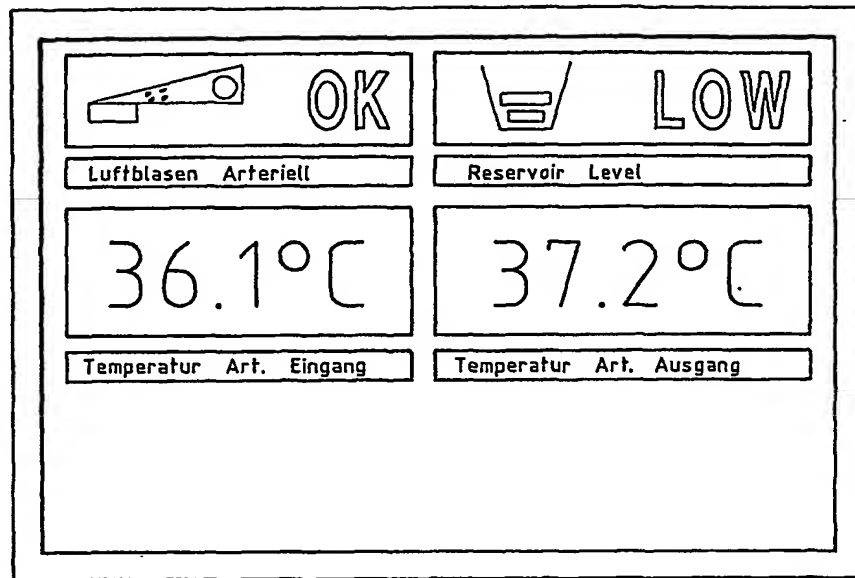 OK
LOW
Luftblasen Arteriell
Reservoir Level
36.1°C
37.2°C
Temperatur Art. Eingang
Temperatur Art. Ausgang